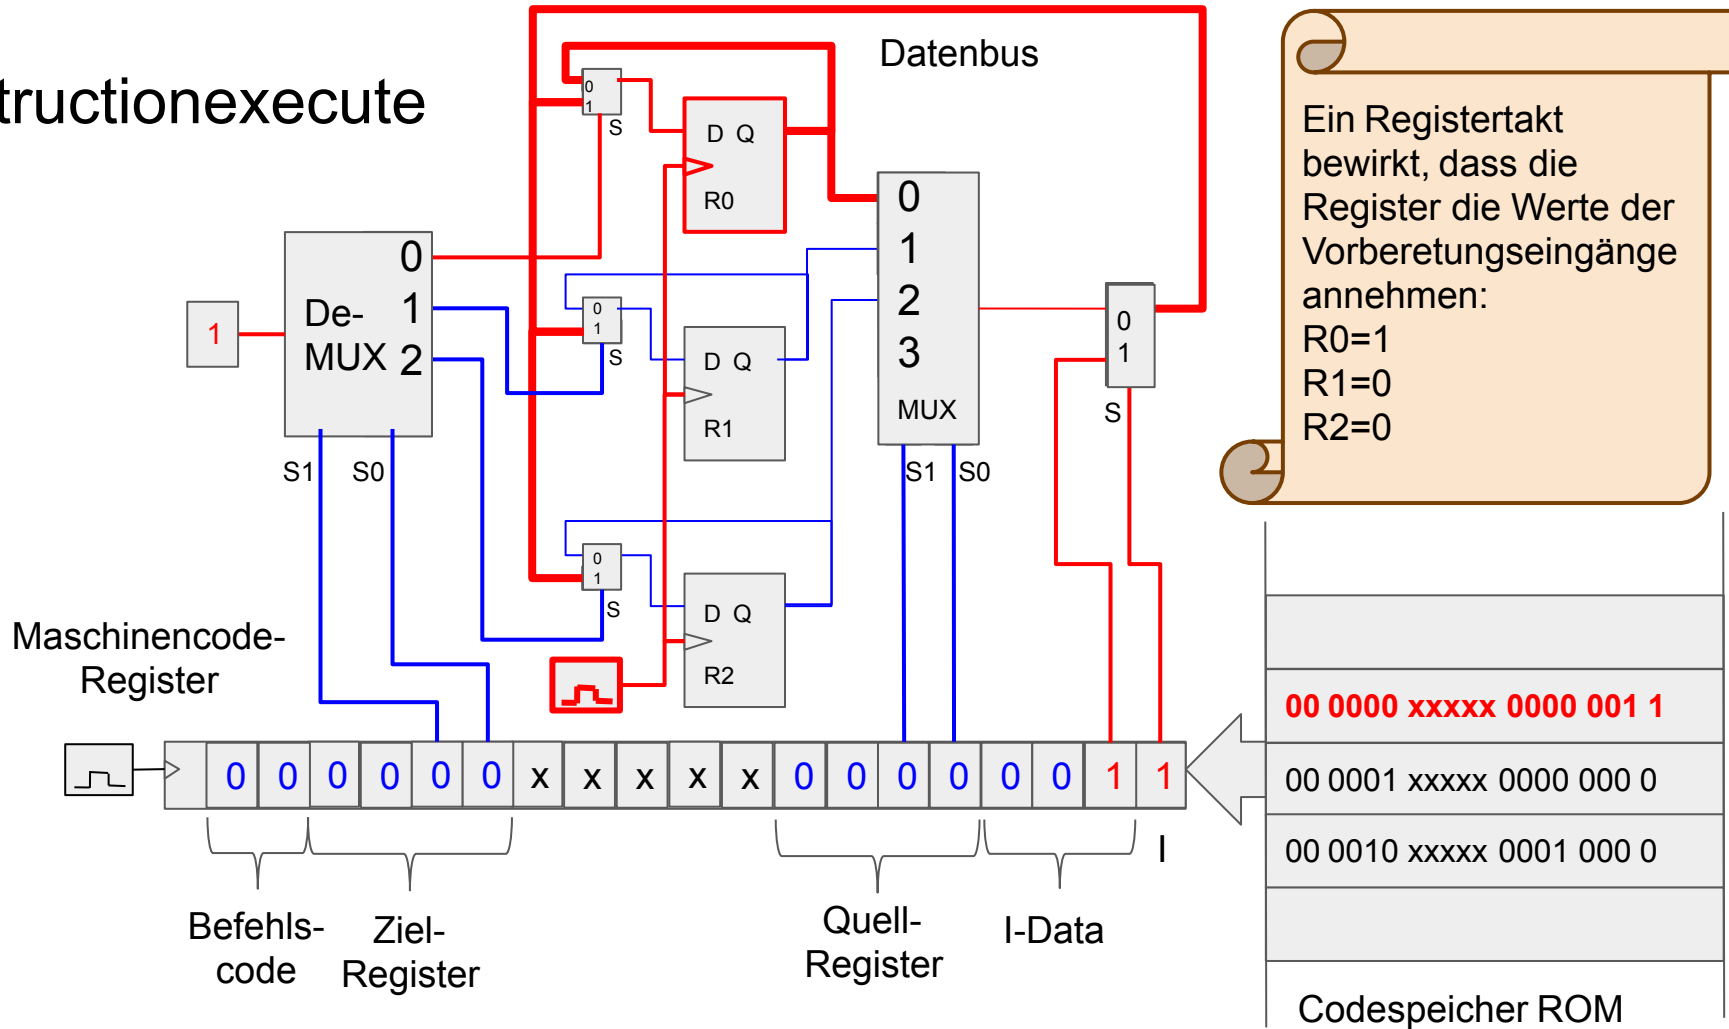 tructionexecute
Datenbus
Ein Registertakt
bewirkt, dass die
Register die Werte der
Vorberetungseingänge
annehmen:
R0=1
R1=0
R2=0
0
1
S
D Q
R0
0
1
2
3
MUX
S1 S0
0
1
S
De-
MUX
0
1
2
1
S1 S0
0
1
S
D Q
R1
0
1
S
D Q
R2
Maschinencode-
Register
0 0 0 0 0 0 x x x x x 0 0 0 0 0 0 1 1
Befehls-
code
Ziel-
Register
Quell-
Register
I-Data
I
00 0000 xxxxx 0000 001 1
00 0001 xxxxx 0000 000 0
00 0010 xxxxx 0001 000 0
Codespeicher ROM